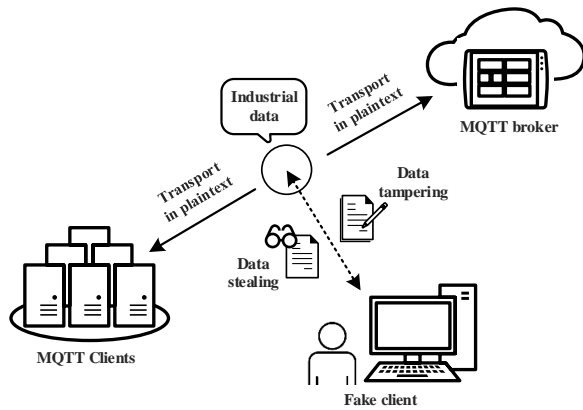 Industrial
data
Transport
in plaintext
MQTT broker
Transport
in plaintext
Data
tampering
Data
stealing
MQTT Clients
Fake client